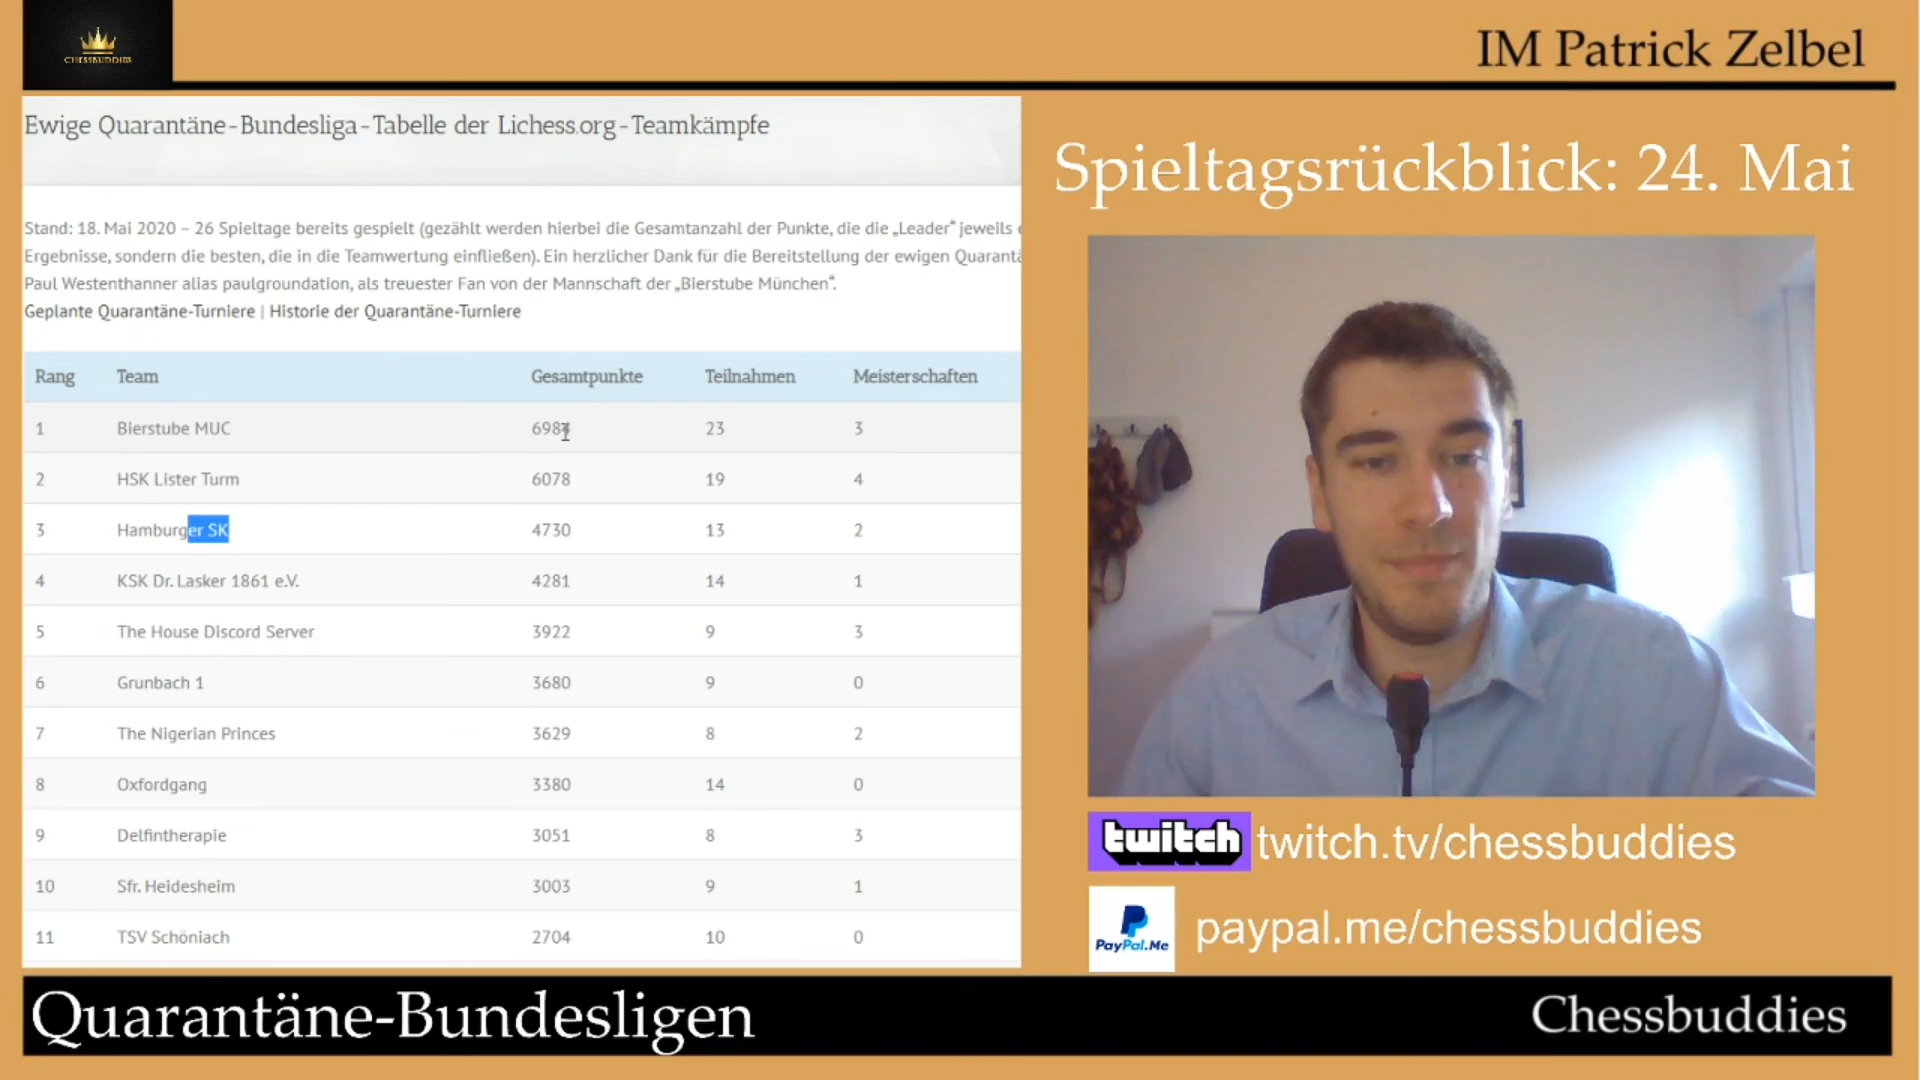 CHESSBUDDIES
IM Patrick Zelbel
Ewige Quarantäne-Bundesliga-Tabelle der Lichess.org-Teamkämpfe
Spieltagsrückblick: 24. Mai
Stand: 18. Mai 2020 – 26 Spieltage bereits gespielt (gezählt werden hierbei die Gesamtanzahl der Punkte, die die „Leader“ jeweils
Ergebnisse, sondern die besten, die in die Teamwertung einfließen). Ein herzlicher Dank für die Bereitstellung der ewigen
Paul Westenthanner alias paulgroundation, als treuester Fan von der Mannschaft der „Bierstube München“.
Geplante Quarantäne-Turniere | Historie der Quarantäne-Turniere
Rang Team Gesamtpunkte Teilnahmen Meisterschaften
1 Bierstube MUC 23 3
2 HSK Lister Turm 6078 19 4
3 Hamburger SK 4730 13 2
4 KSK Dr. Lasker 1861 e.V. 4281 14 1
5 The House Discord Server 3922 9 3
6 Grunbach 1 3680 9 0
7 The Nigerian Princes 3629 8 2
8 Oxfordgang 3380 14 0
9 Delfintherapie 3051 8 3
10 Sfr. Heidesheim 3003 9 1
11 TSV Schöniach 2704 10 0
twitch twitch.tv/chessbuddies
PayPal.Me paypal.me/chessbuddies
Quarantäne-Bundesligen
Chessbuddies